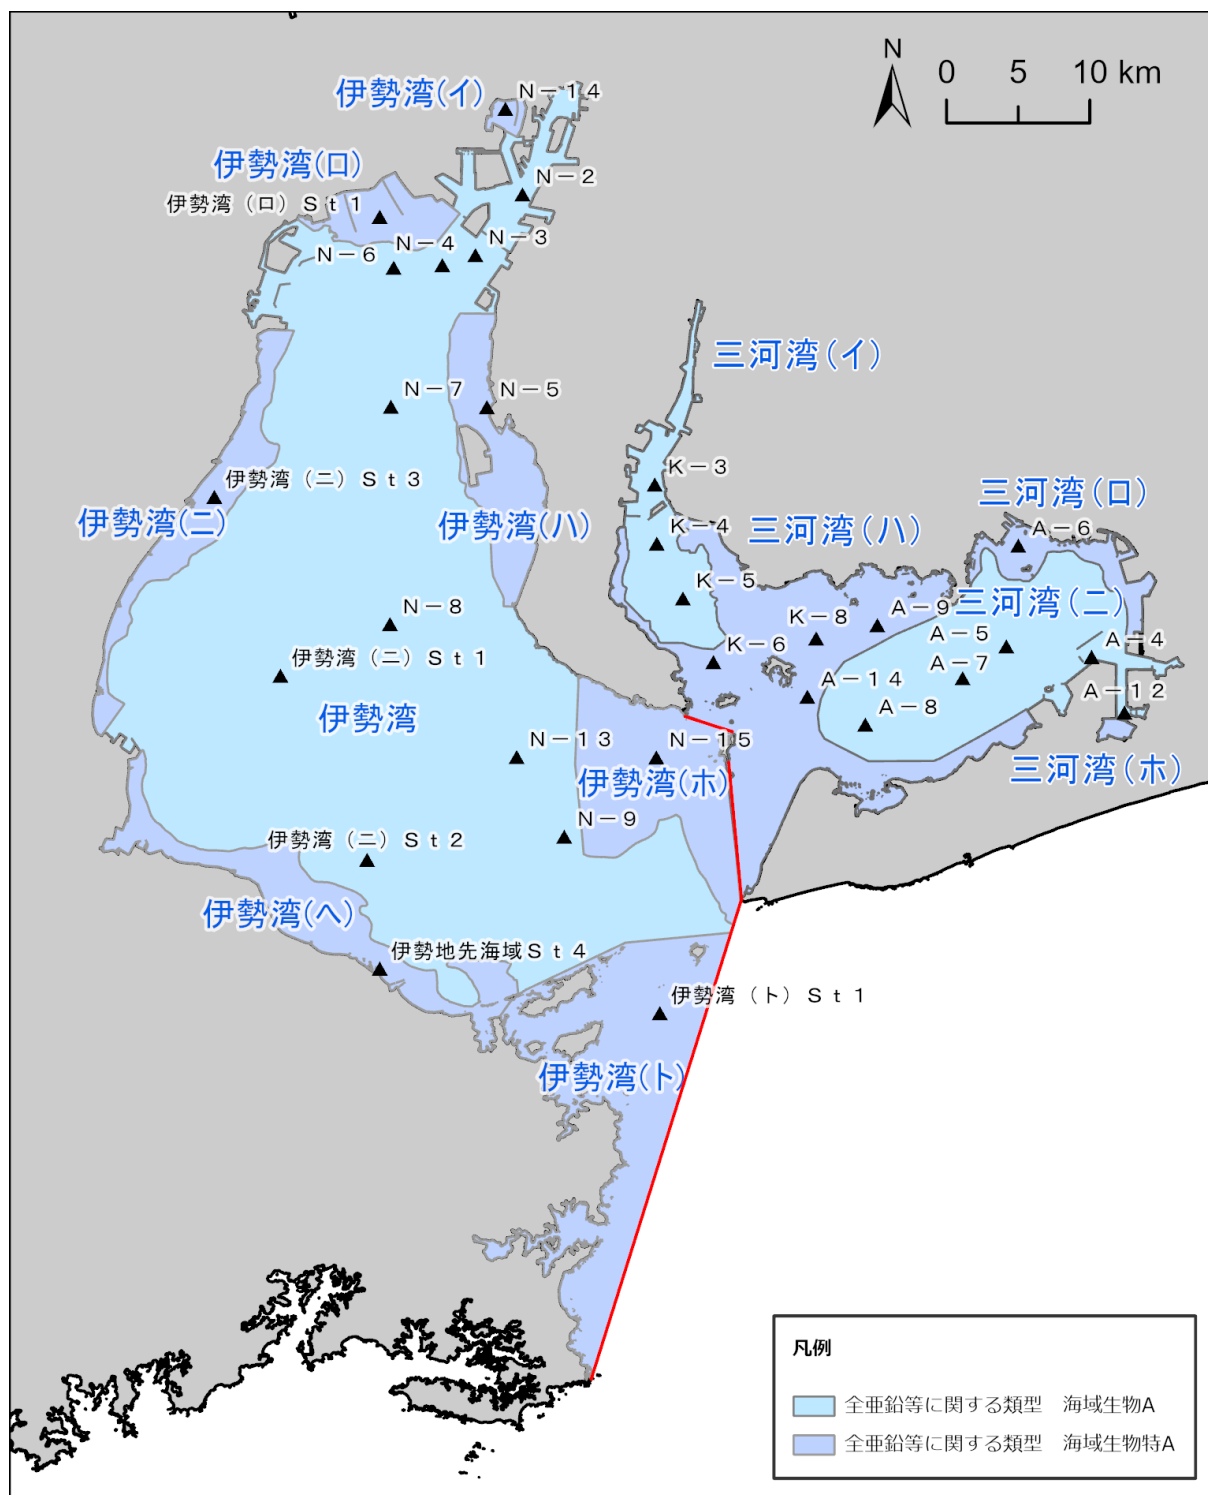 N
0 5 10 km
伊勢湾(イ)
N－14
伊勢湾(ロ)
N－2
伊勢湾（ロ）Ｓｔ１
N－3
N－4
N－6
三河湾(イ)
N－7
N－5
K－3
伊勢湾（ニ）Ｓｔ３
三河湾(ロ)
伊勢湾(ニ)
伊勢湾(ハ)
K－4
三河湾(ハ)
A－6
K－5
三河湾(ニ)
N－8
K－8
A－9
A－5
A－4
伊勢湾（ニ）Ｓｔ１
K－6
A－7
A－14
A－12
伊勢湾
A－8
N－13
N－15
伊勢湾(ホ)
三河湾(ホ)
N－9
伊勢湾（ニ）Ｓｔ２
伊勢湾(ヘ)
伊勢地先海域Ｓｔ４
伊勢湾（ト）Ｓｔ１
伊勢湾(ト)
凡例
全亜鉛等に関する類型　海域生物A
全亜鉛等に関する類型　海域生物特A